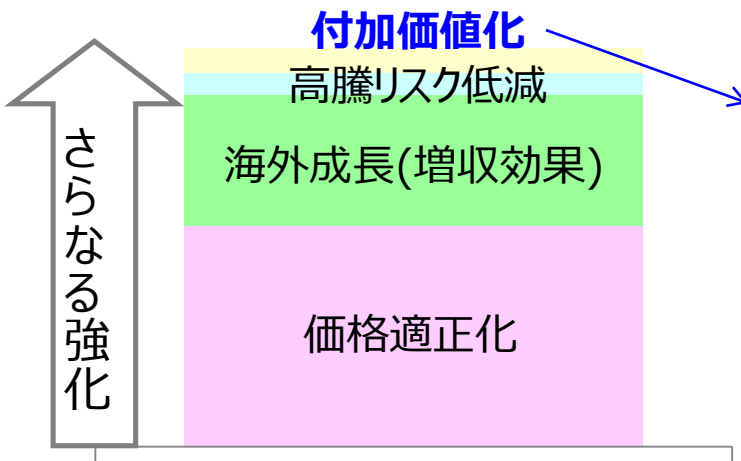 付加価値化
高騰リスク低減
海外成長(増収効果)
価格適正化
さらなる強化